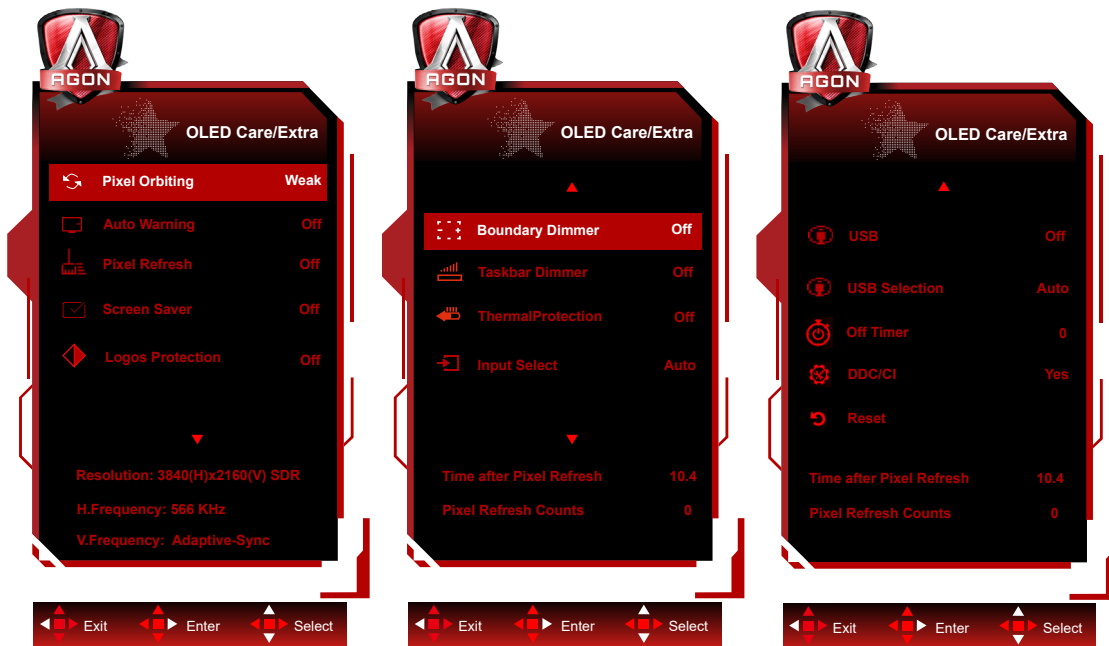 AGON
OLED Care/Extra
Pixel Orbiting Weak
Auto Warning Off
Pixel Refresh Off
Screen Saver Off
Logos Protection Off
Resolution: 3840(H)x2160(V) SDR
H.Frequency: 566 KHz
V.Frequency: Adaptive-Sync
Exit Enter Select
AGON
OLED Care/Extra
Boundary Dimmer Off
Taskbar Dimmer Off
ThermalProtection Off
Input Select Auto
Time after Pixel Refresh 10.4
Pixel Refresh Counts 0
Exit Enter Select
AGON
OLED Care/Extra
USB Off
USB Selection Auto
Off Timer 0
DDC/CI Yes
Reset
Time after Pixel Refresh 10.4
Pixel Refresh Counts 0
Exit Enter Select